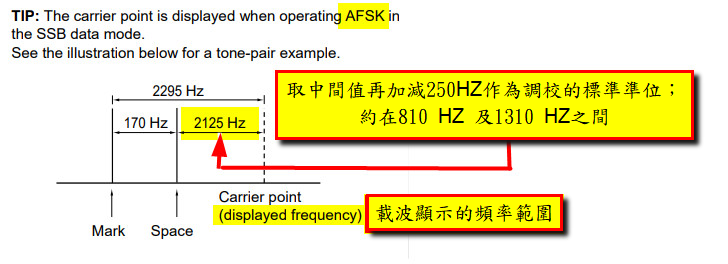 TIP: The carrier point is displayed when operating AFSK in
the SSB data mode.
See the illustration below for a tone-pair example.
2295 Hz
170 Hz
2125 Hz
取中間值再加減250HZ作為調校的標準準位；
約在810 HZ 及1310 HZ之間
Carrier point
(displayed frequency)
載波顯示的頻率範圍
Mark
Space